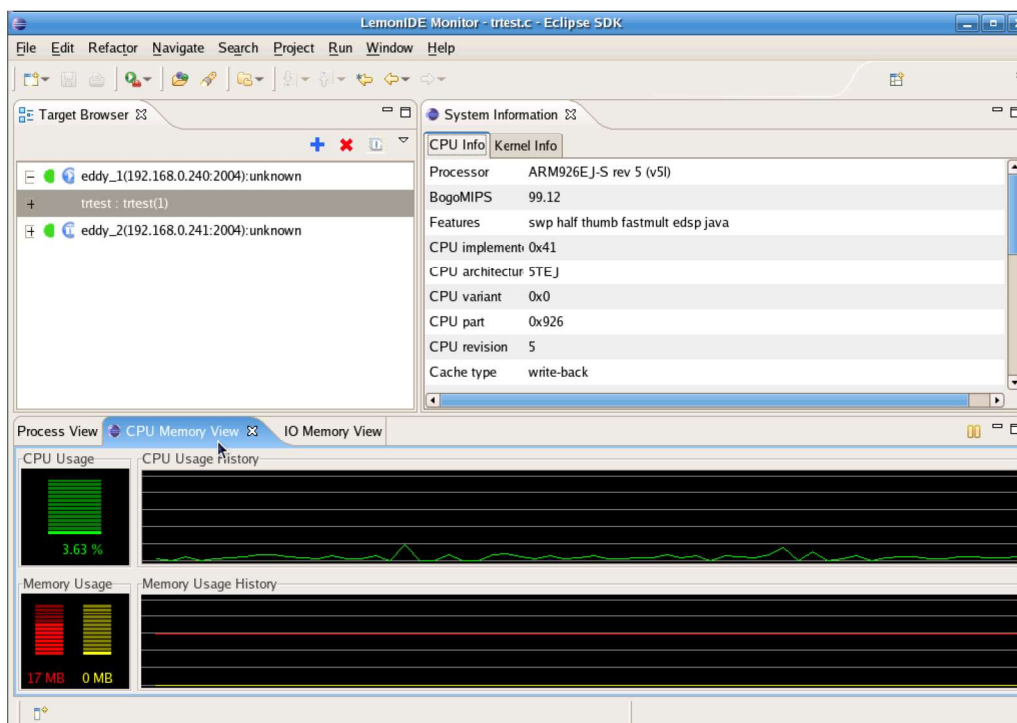 LemonIDE Monitor - trtest.c - Eclipse SDK
File Edit Refactor Navigate Search Project Run Window Help
Target Browser
eddy_1(192.168.0.240:2004):unknown
trtest : trtest(1)
eddy_2(192.168.0.241:2004):unknown
System Information
CPU Info Kernel Info
Processor ARM926EJ-S rev 5 (v5l)
BogoMIPS 99.12
Features swp half thumb fastmult edsp java
CPU implemente 0x41
CPU architectur 5TEJ
CPU variant 0x0
CPU part 0x926
CPU revision 5
Cache type write-back
Process View CPU Memory View IO Memory View
CPU Usage CPU Usage History
3.63 %
Memory Usage Memory Usage History
17 MB 0 MB